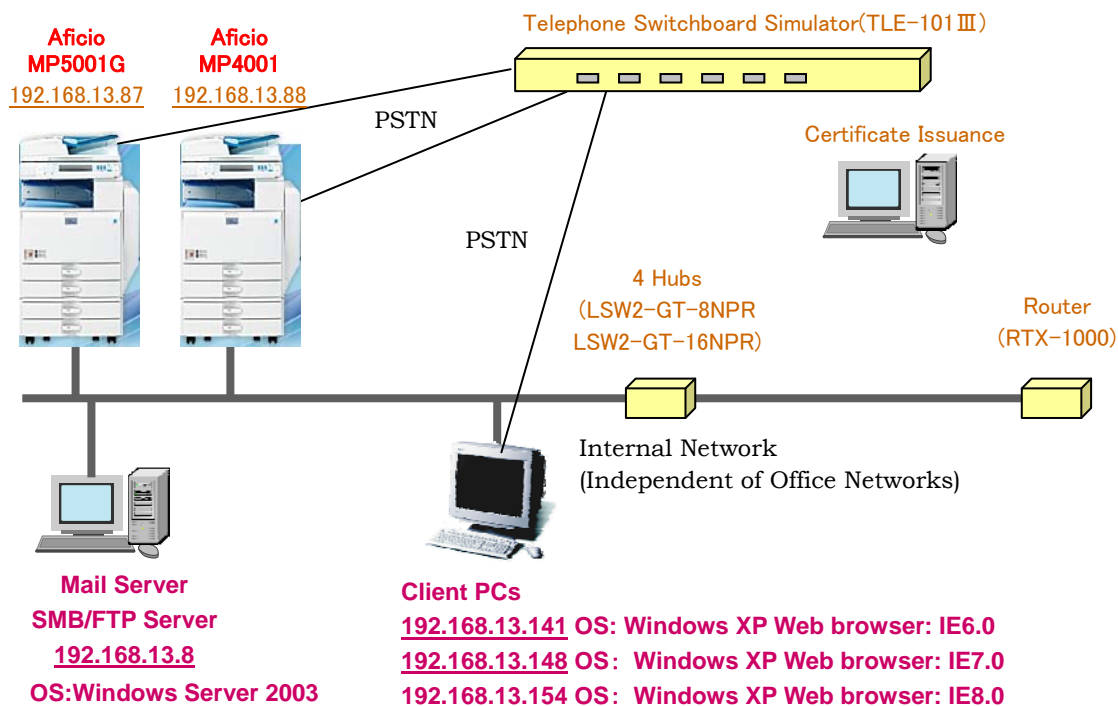 Telephone Switchboard Simulator(TLE-101Ⅲ)
Aficio
MP5001G
192.168.13.87
Aficio
MP4001
192.168.13.88
PSTN
Certificate Issuance
PSTN
4 Hubs
(LSW2-GT-8NPR
LSW2-GT-16NPR)
Router
(RTX-1000)
Internal Network
(Independent of Office Networks)
Mail Server
SMB/FTP Server
192.168.13.8
OS:Windows Server 2003
Client PCs
192.168.13.141 OS: Windows XP Web browser: IE6.0
192.168.13.148 OS: Windows XP Web browser: IE7.0
192.168.13.154 OS: Windows XP Web browser: IE8.0